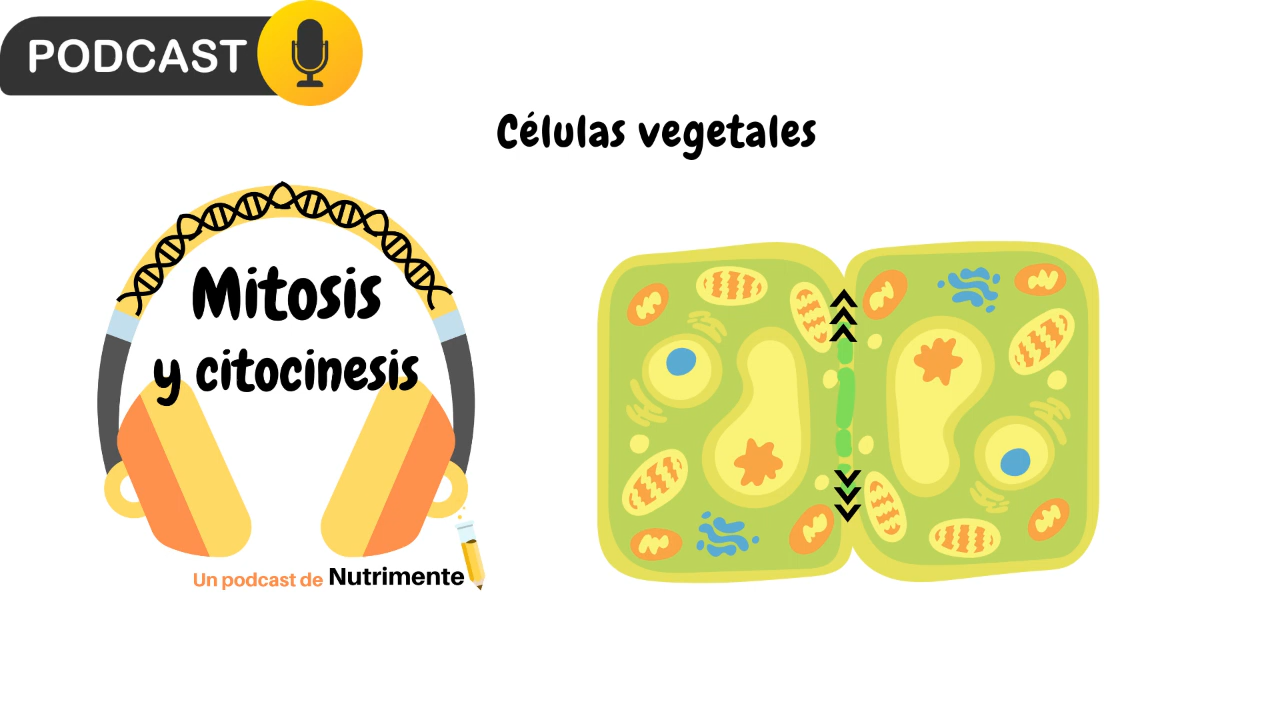 PODCAST
Células vegetales
Mitosis
y citocinesis
Un podcast de Nutrimente